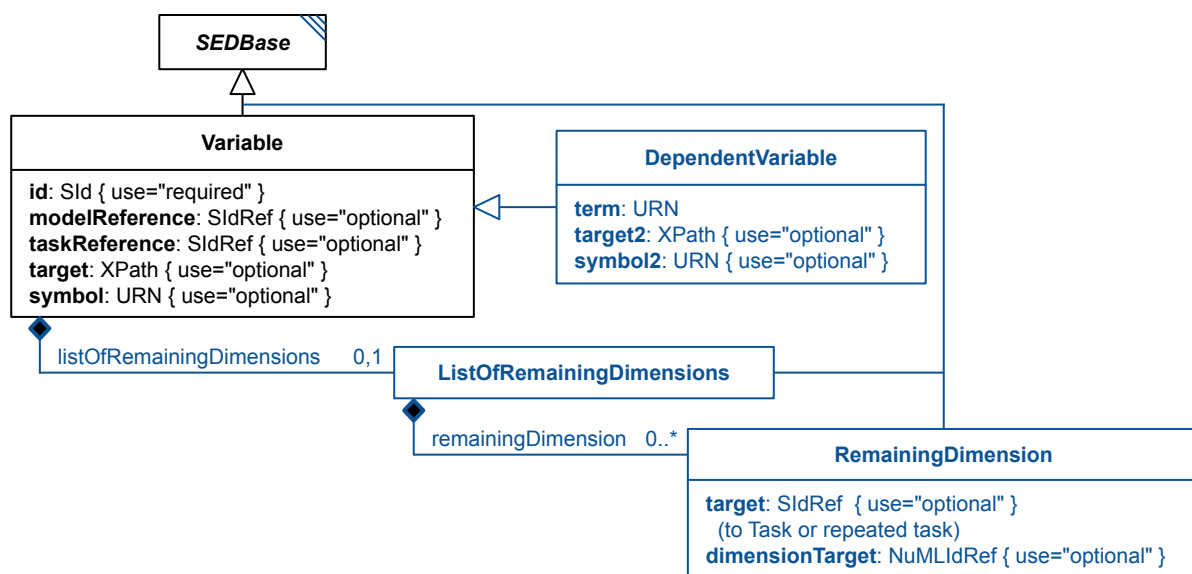 SEDBase
Variable
id: SId { use="required" }
modelReference: SIdRef { use="optional" }
taskReference: SIdRef { use="optional" }
target: XPath { use="optional" }
symbol: URN { use="optional" }
DependentVariable
term: URN
target2: XPath { use="optional" }
symbol2: URN { use="optional" }
listOfRemainingDimensions 0,1
ListOfRemainingDimensions
remainingDimension 0..*
RemainingDimension
target: SIdRef { use="optional" }
(to Task or repeated task)
dimensionTarget: NuMLIdRef { use="optional" }